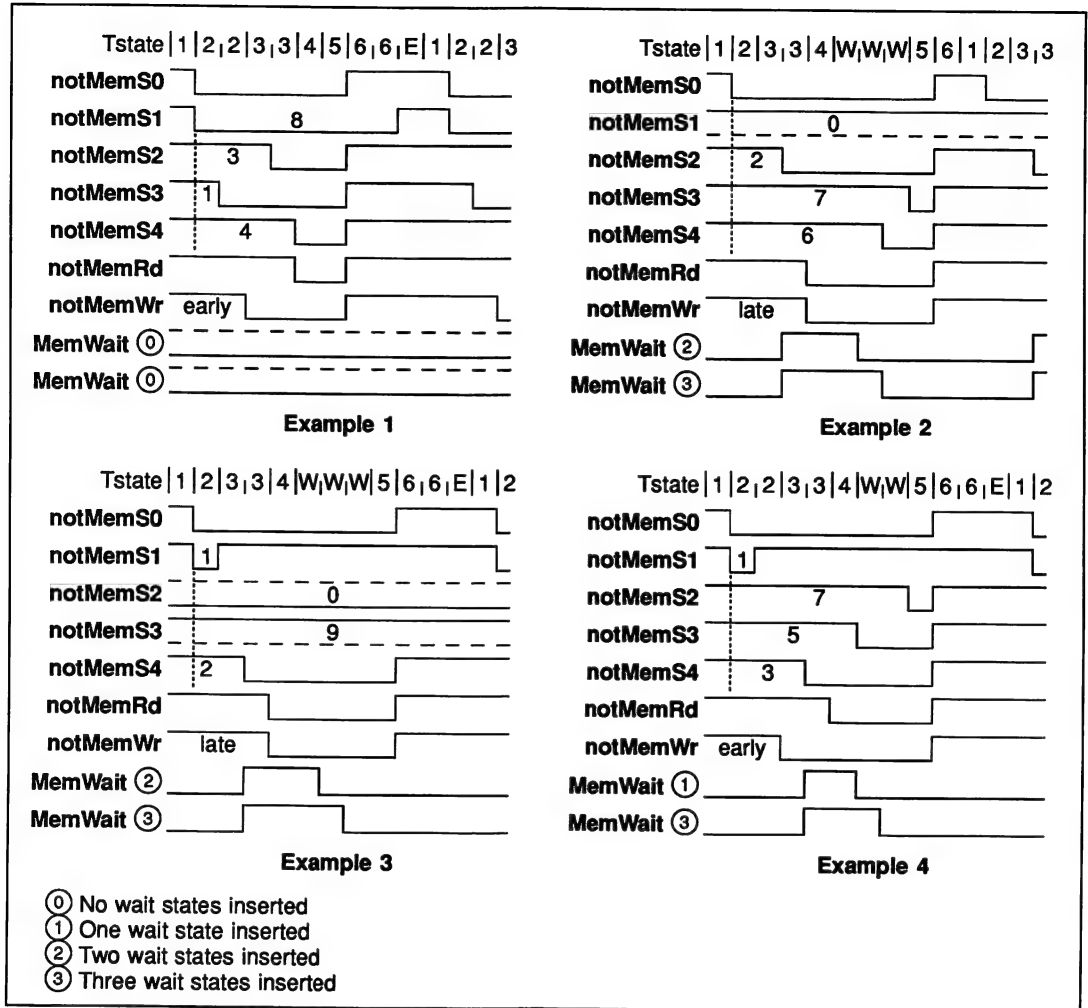 Tstate |1|2|2|3|3|4|5|6|6|E|1|2|2|3
notMemS0
notMemS1 8
notMemS2 3
notMemS3 1
notMemS4 4
notMemRd
notMemWr early
MemWait ⓪
MemWait ⓪
Example 1
Tstate |1|2|3|3|4|W|W|W|5|6|1|2|3|3
notMemS0
notMemS1 0
notMemS2 2
notMemS3 7
notMemS4 6
notMemRd
notMemWr late
MemWait ②
MemWait ③
Example 2
Tstate |1|2|3|3|4|W|W|W|5|6|6|E|1|2
notMemS0
notMemS1 1
notMemS2 0
notMemS3 9
notMemS4 2
notMemRd
notMemWr late
MemWait ②
MemWait ③
Example 3
Tstate |1|2|2|3|3|4|W|W|5|6|6|E|1|2
notMemS0
notMemS1 1
notMemS2 7
notMemS3 5
notMemS4 3
notMemRd
notMemWr early
MemWait ①
MemWait ③
Example 4
⓪ No wait states inserted
① One wait state inserted
② Two wait states inserted
③ Three wait states inserted